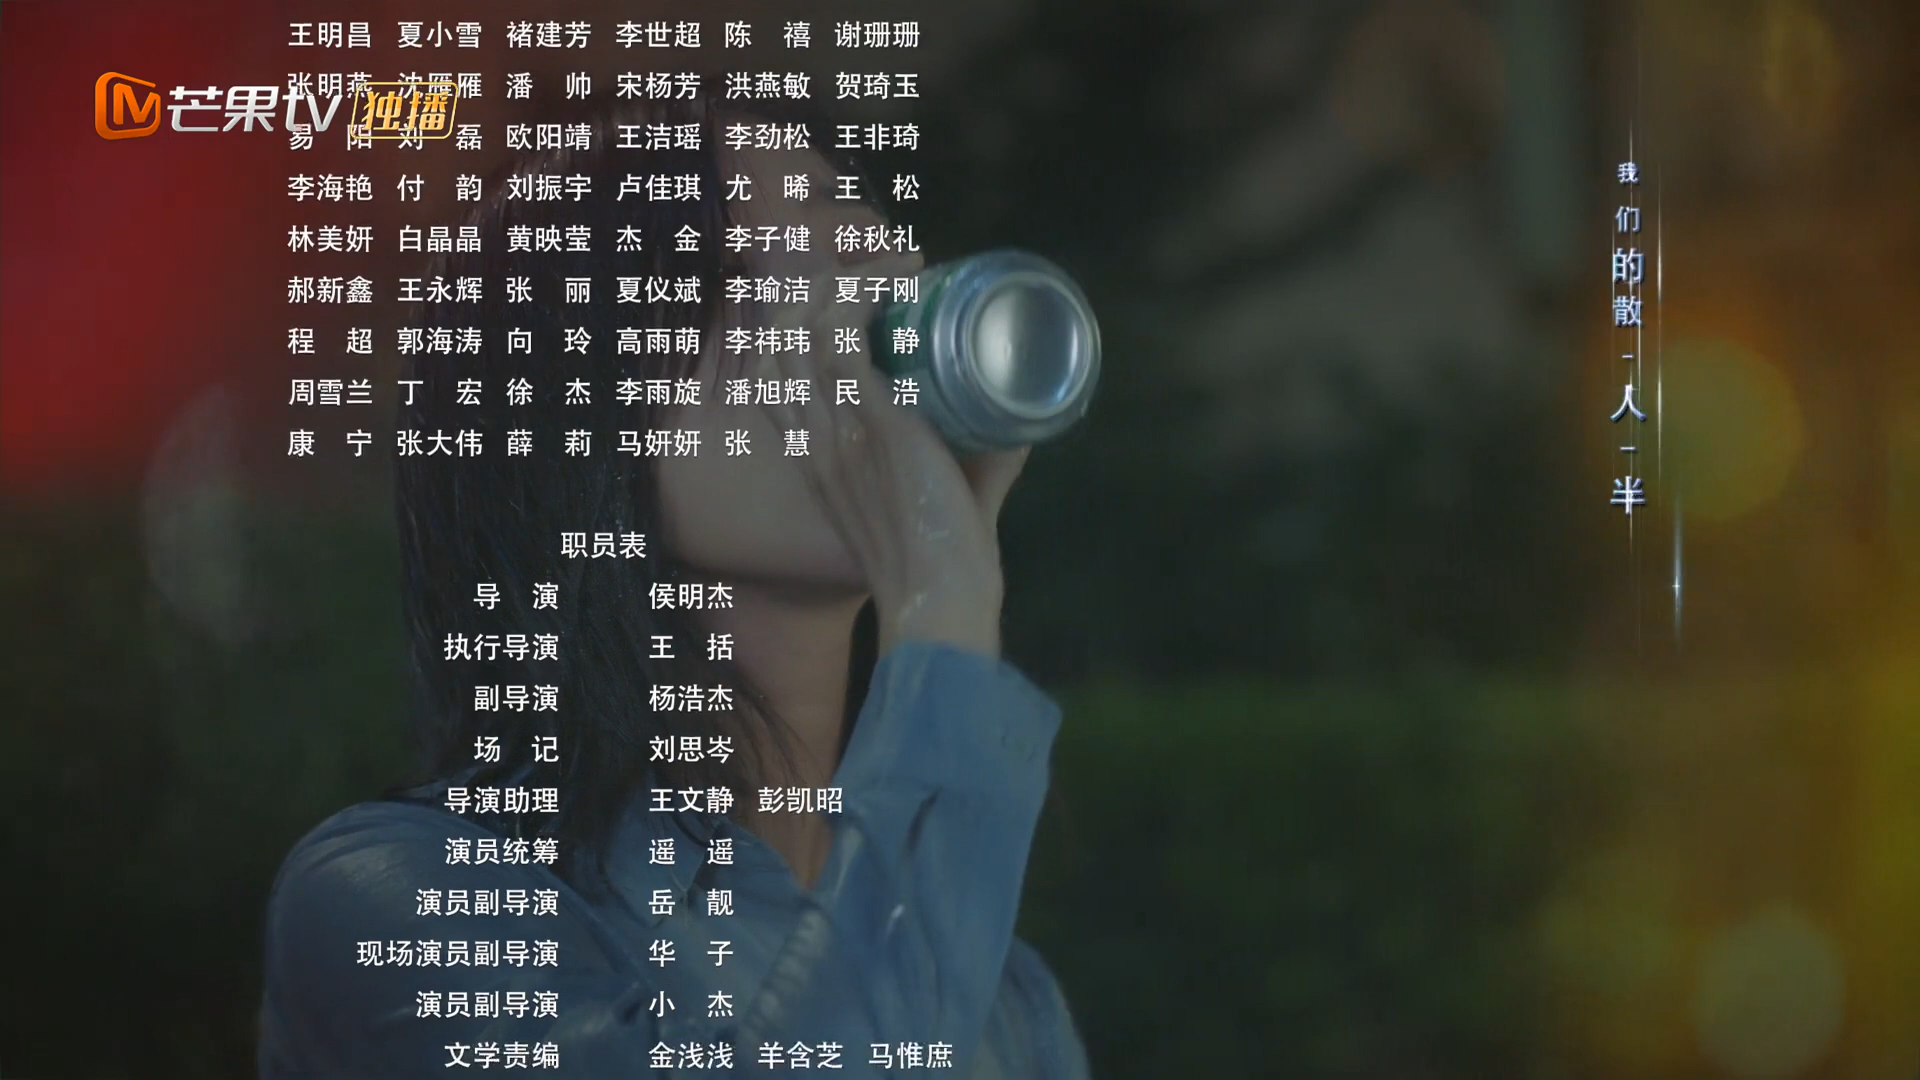 王明昌 夏小雪 褚建芳 李世超 陈禧 谢珊珊
张明燕 沈雁雁 潘帅 宋杨芳 洪燕敏 贺琦玉
芒果tv 独播
易阳 刘磊 欧阳靖 王洁瑶 李劲松 王非琦
李海艳 付韵 刘振宇 卢佳琪 尤晞 王松
林美妍 白晶晶 黄映莹 杰金 李子健 徐秋礼
郝新鑫 王永辉 张丽 夏仪斌 李瑜洁 夏子刚
程超 郭海涛 向玲 高雨萌 李祎玮 张静
周雪兰 丁宏 徐杰 李雨旋 潘旭辉 民浩
康宁 张大伟 薛莉 马妍妍 张慧
职员表
导演 侯明杰
执行导演 王括
副导演 杨浩杰
场记 刘思岑
导演助理 王文静 彭凯昭
演员统筹 遥遥
演员副导演 岳靓
现场演员副导演 华子
演员副导演 小杰
文学责编 金浅浅 羊含芝 马惟庶
我们的散-人-半